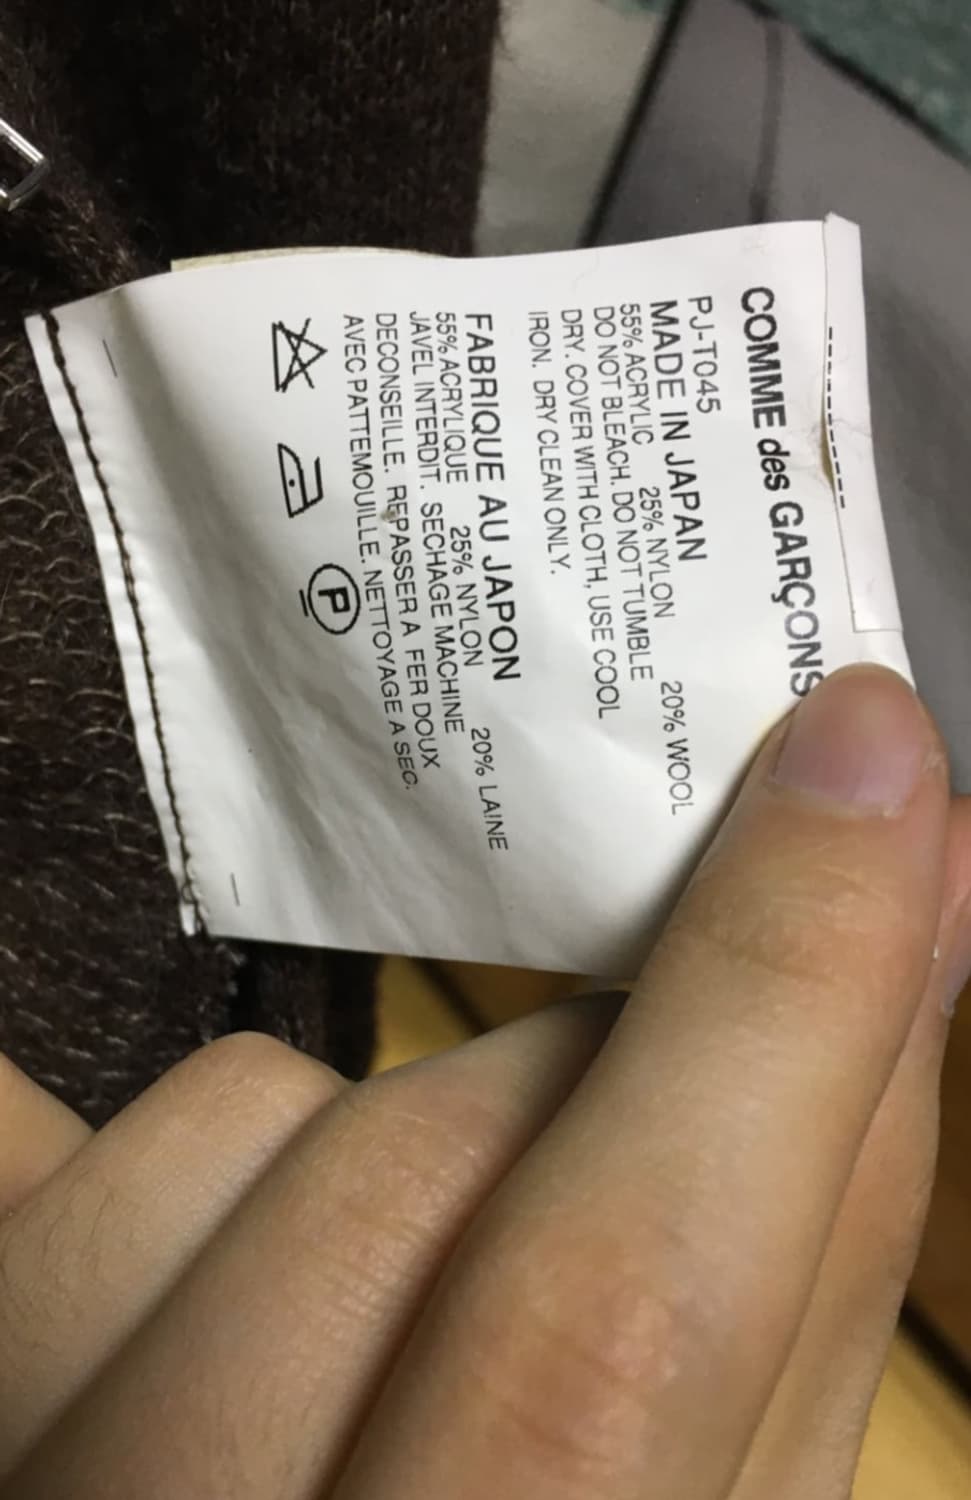 COMME des GARÇONS
PJ-T045
MADE IN JAPAN
55% ACRYLIC 25% NYLON 20% WOOL
DO NOT BLEACH. DO NOT TUMBLE
DRY. COVER WITH CLOTH, USE COOL
IRON. DRY CLEAN ONLY.
FABRIQUE AU JAPON
55% ACRYLIQUE 25% NYLON 20% LAINE
JAVEL INTERDIT. SECHAGE MACHINE
DECONSEILLE. REPASSER A FER DOUX
AVEC PATTEMOUILLE. NETTOYAGE A SEC.
P